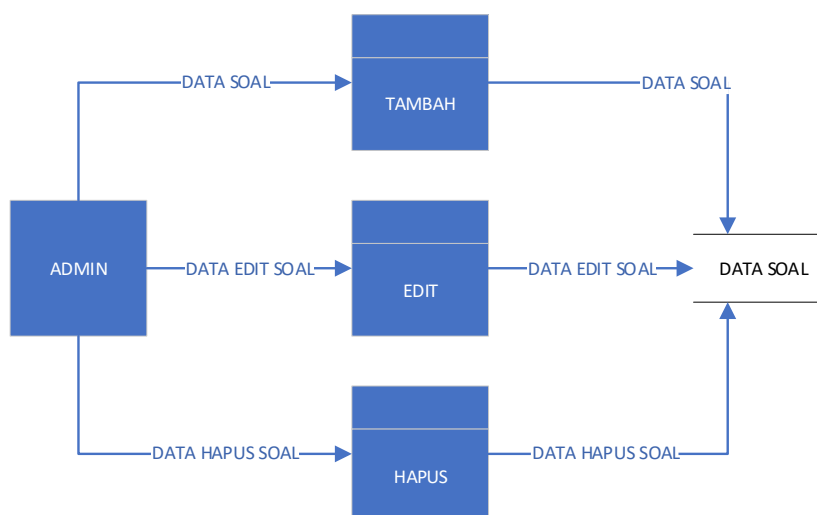 DATA SOAL
TAMBAH
DATA SOAL
ADMIN
DATA EDIT SOAL
EDIT
DATA EDIT SOAL
DATA SOAL
DATA HAPUS SOAL
HAPUS
DATA HAPUS SOAL